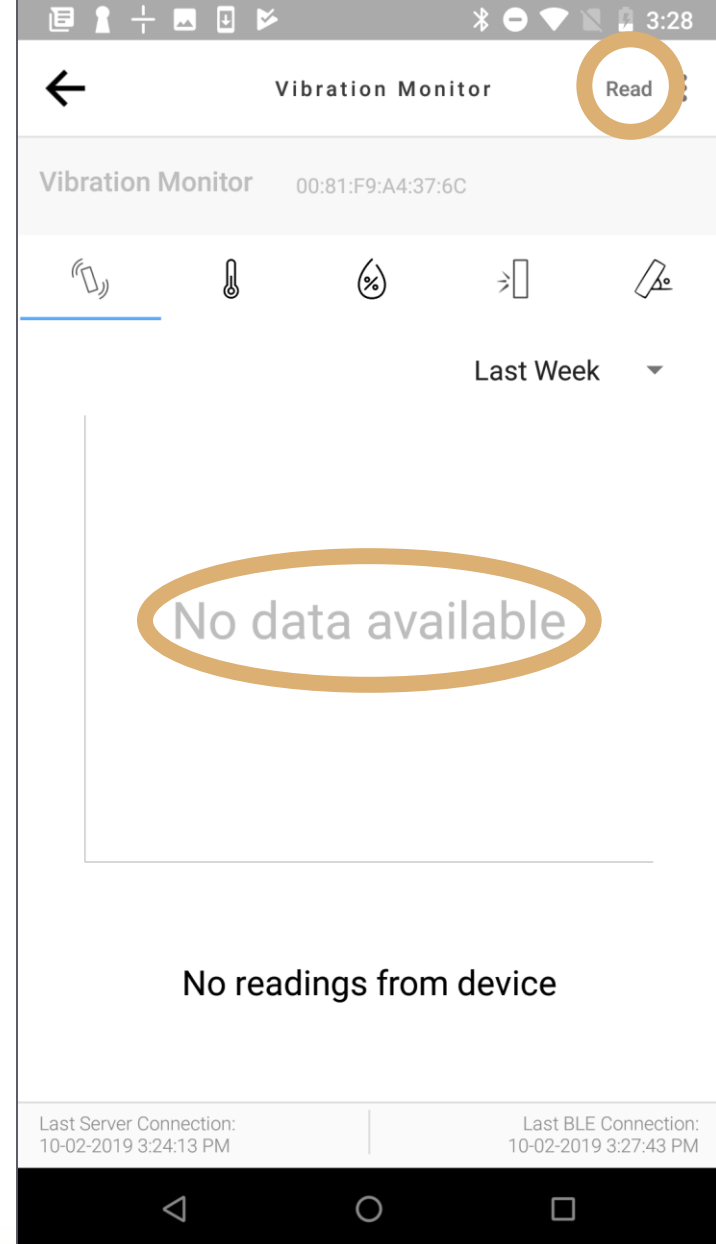 3:28
Vibration Monitor
Read
Vibration Monitor 00:81:F9:A4:37:6C
%
Last Week
No data available
No readings from device
Last Server Connection:
10-02-2019 3:24:13 PM
Last BLE Connection:
10-02-2019 3:27:43 PM